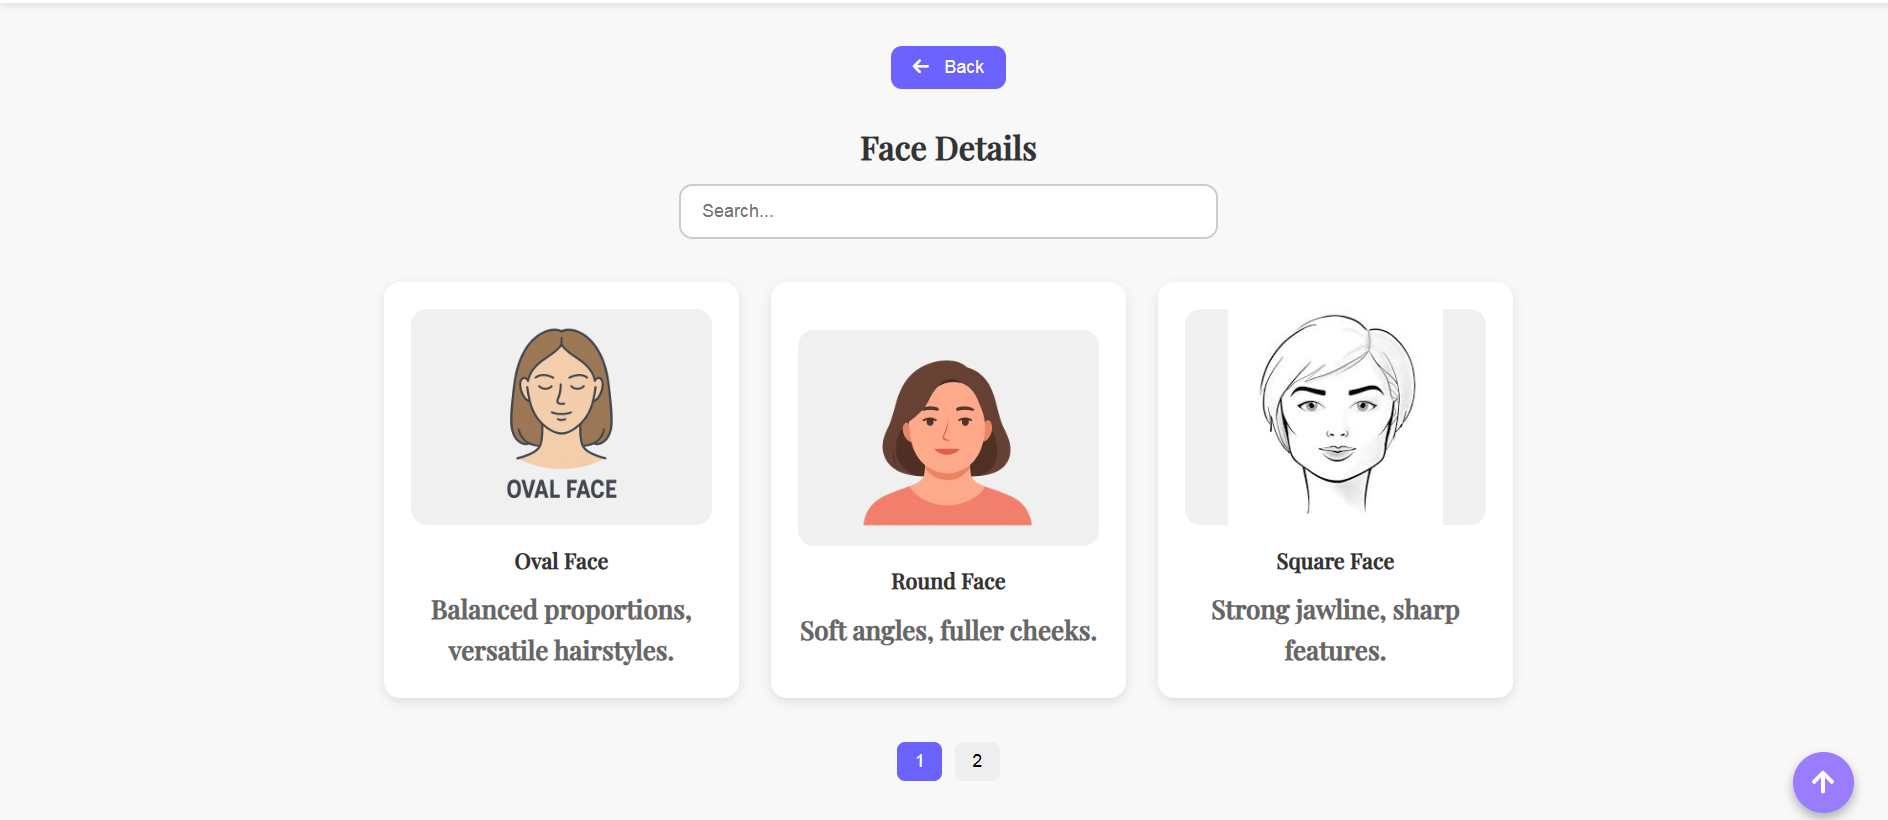 Back
Face Details
Search...
OVAL FACE
Oval Face
Balanced proportions,
versatile hairstyles.
Round Face
Soft angles, fuller cheeks.
Square Face
Strong jawline, sharp
features.
1 2